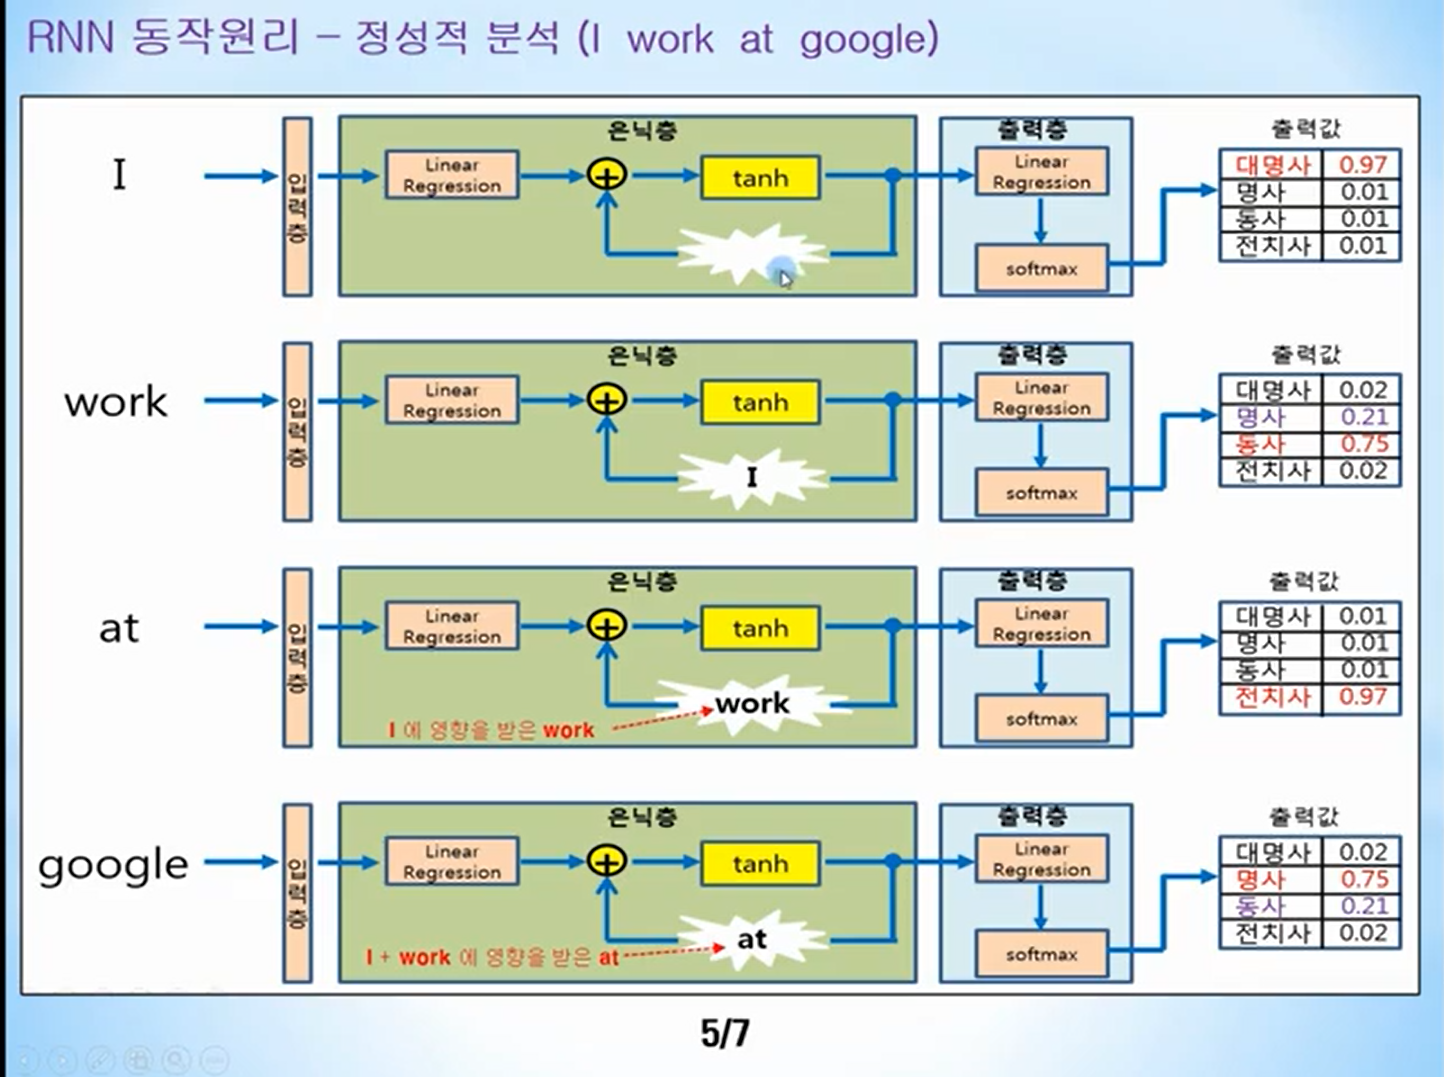 RNN 동작원리 – 정성적 분석 (I work at google)
I
입력층
은닉층
Linear Regression
+
tanh
출력층
Linear Regression
softmax
출력값
대명사 0.97
명사 0.01
동사 0.01
전치사 0.01
work
입력층
은닉층
Linear Regression
+
tanh
I
출력층
Linear Regression
softmax
출력값
대명사 0.02
명사 0.21
동사 0.75
전치사 0.02
at
입력층
은닉층
Linear Regression
+
tanh
work
I 에 영향을 받은 work
출력층
Linear Regression
softmax
출력값
대명사 0.01
명사 0.01
동사 0.01
전치사 0.97
google
입력층
은닉층
Linear Regression
+
tanh
at
I + work 에 영향을 받은 at
출력층
Linear Regression
softmax
출력값
대명사 0.02
명사 0.75
동사 0.21
전치사 0.02
5/7